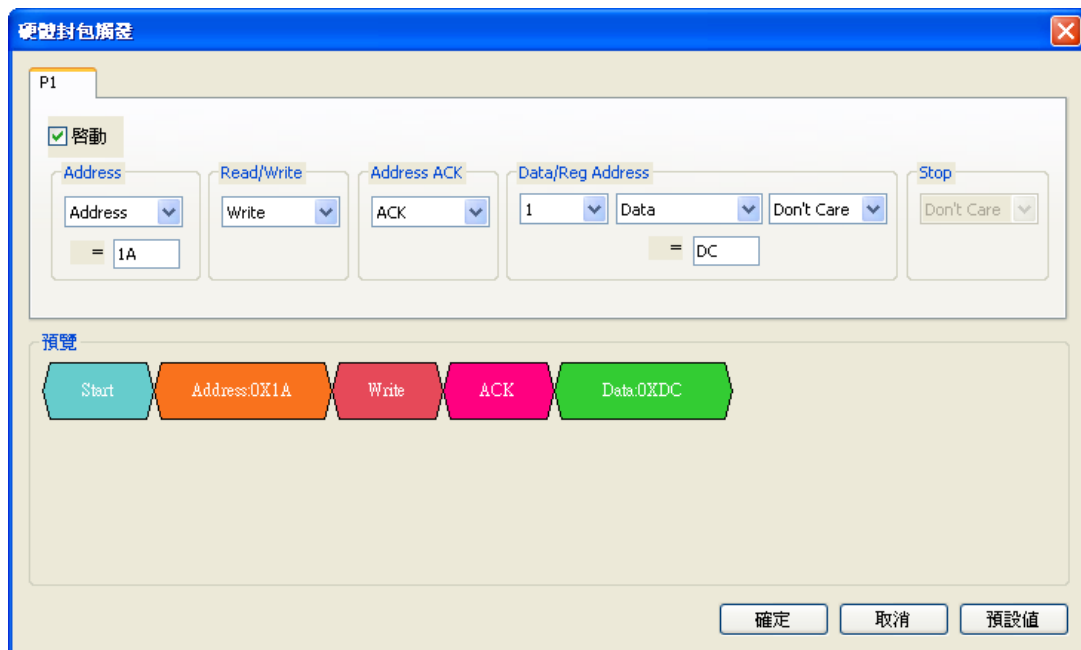 硬體封包觸發
P1
啓動
Address Read/Write Address ACK Data/Reg Address Stop
Address Write ACK 1 Data Don't Care Don't Care
= 1A = DC
預覽
Start Address:0X1A Write ACK Data:0XDC
確定 取消 預設値